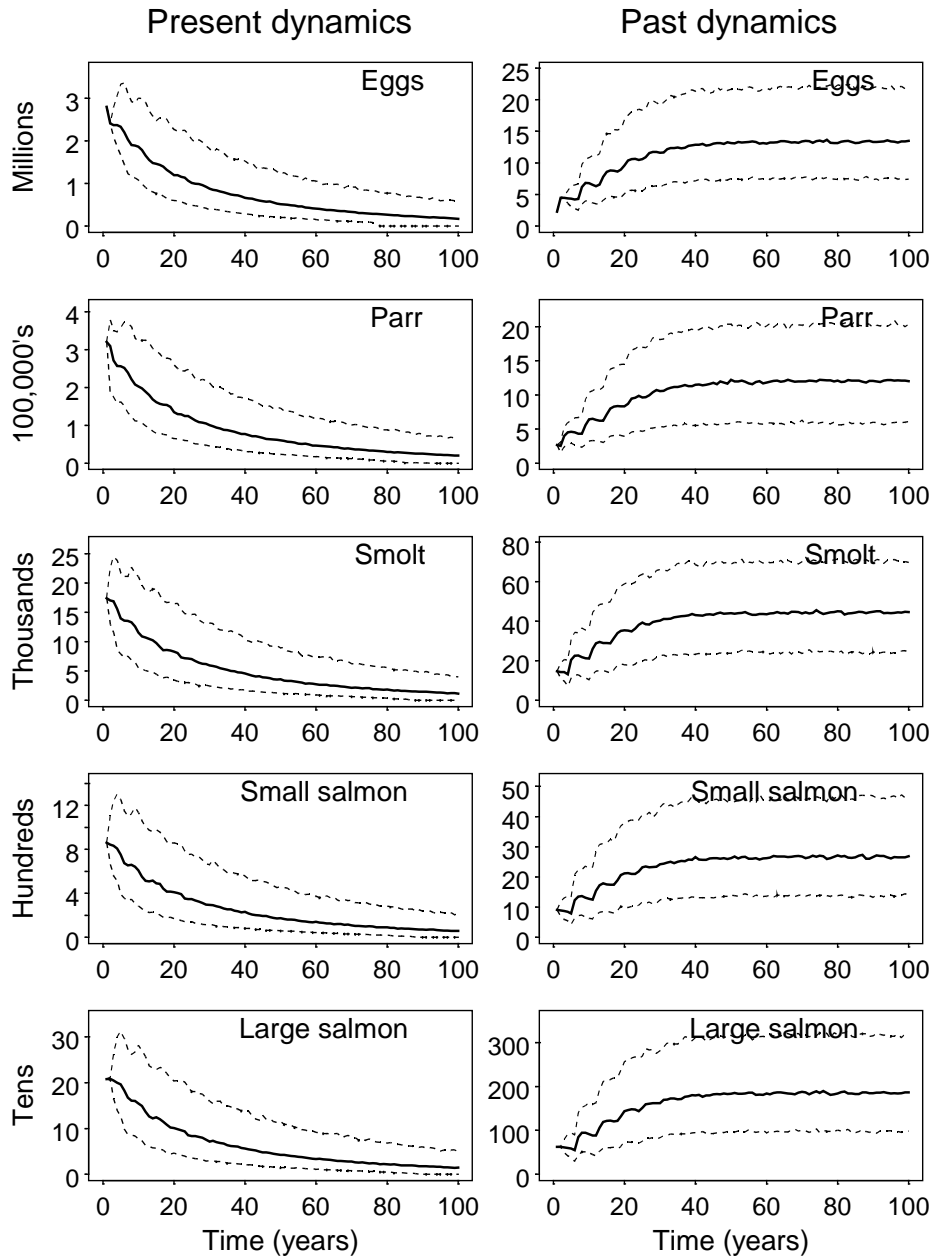 Present dynamics
Past dynamics
Eggs
Millions
3
2
1
0
0 20 40 60 80 100
Eggs
25
20
15
10
5
0
0 20 40 60 80 100
Parr
100,000's
4
3
2
1
0
0 20 40 60 80 100
Parr
20
15
10
5
0
0 20 40 60 80 100
Smolt
Thousands
25
20
15
10
5
0
0 20 40 60 80 100
Smolt
80
60
40
20
0
0 20 40 60 80 100
Small salmon
Hundreds
12
8
4
0
0 20 40 60 80 100
Small salmon
50
40
30
20
10
0
0 20 40 60 80 100
Large salmon
Tens
30
20
10
0
0 20 40 60 80 100
Time (years)
Large salmon
300
200
100
0
0 20 40 60 80 100
Time (years)